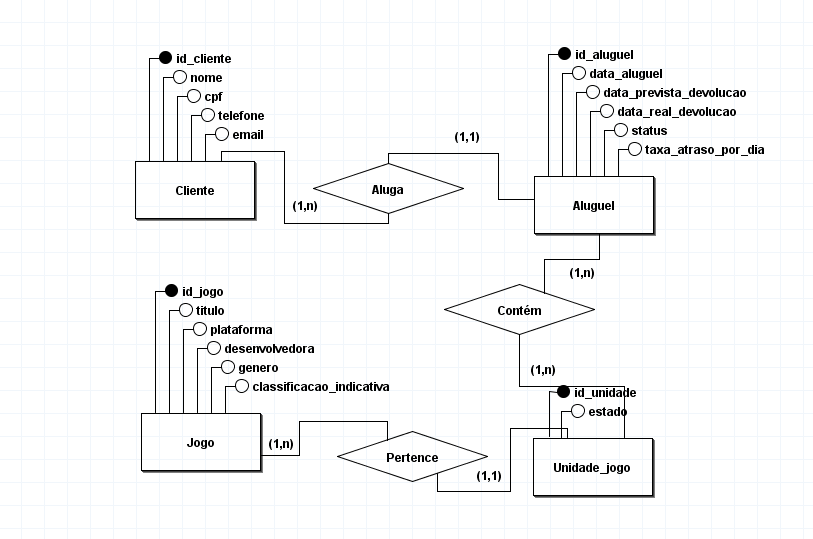 id_cliente
nome
cpf
telefone
email
Cliente
(1,n)
Aluga
(1,1)
id_aluguel
data_aluguel
data_prevista_devolucao
data_real_devolucao
status
taxa_atraso_por_dia
Aluguel
(1,n)
Contém
(1,n)
id_jogo
titulo
plataforma
desenvolvedora
genero
classificacao_indicativa
Jogo
(1,n)
Pertence
(1,1)
id_unidade
estado
Unidade_jogo